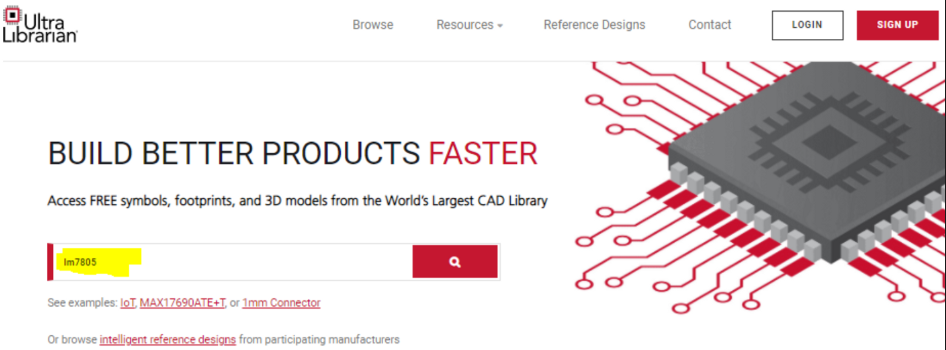 Ultra
Librarian
Browse
Resources
Reference Designs
Contact
LOGIN
SIGN UP
BUILD BETTER PRODUCTS FASTER
Access FREE symbols, footprints, and 3D models from the World's Largest CAD Library
lm7805
See examples: IoT, MAX17690ATE+T, or 1mm Connector
Or browse intelligent reference designs from participating manufacturers